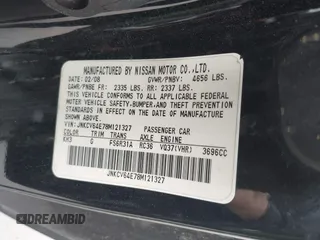 MANUFACTURED BY NISSAN MOTOR CO.,LTD.
DATE: 02/08 GVWR/PNBV: 4656 LBS.
GAWR/PNBE FR: 2335 LBS. RR: 2337 LBS.
THIS VEHICLE CONFORMS TO ALL APPLICABLE FEDERAL
MOTOR VEHICLE SAFETY, BUMPER, AND THEFT PREVENTION
STANDARDS IN EFFECT ON THE DATE OF MANUFACTURE
SHOWN ABOVE.
VIN: JNKCV64E78M121327 PASSENGER CAR
COLOR TRIM TRANS AXLE ENGINE
KH3 G FS6R31A RC36 VQ37(VHR) 3696CC
JNKCV64E78M121327
DREAMBID